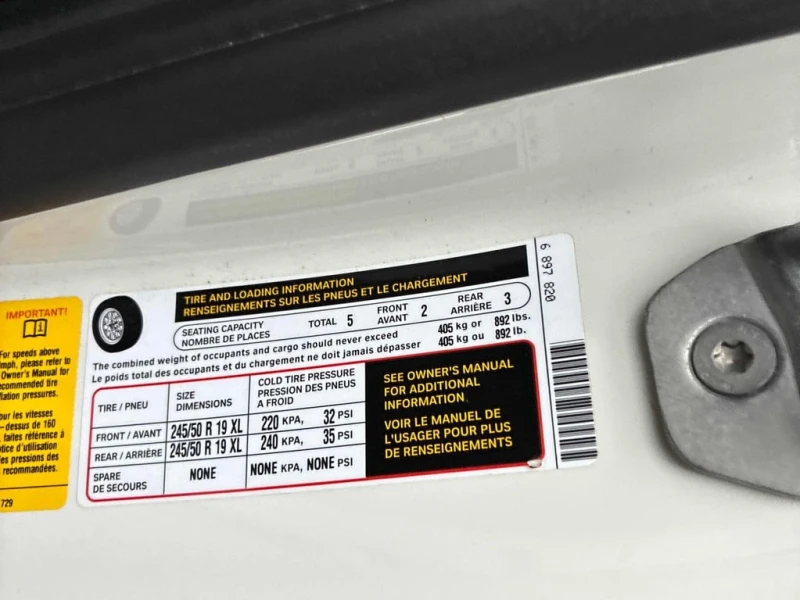 IMPORTANT!
For speeds above
mph, please refer to
Owner's Manual for
commended tire
flation pressures.
our les vitesses
-dessus de 160
, faites référence à
otice d'utilisation
les pressions des
recommandées.
729
TIRE AND LOADING INFORMATION
RENSEIGNEMENTS SUR LES PNEUS ET LE CHARGEMENT
SEATING CAPACITY
NOMBRE DE PLACES
TOTAL 5
FRONT
AVANT 2
REAR
ARRIÈRE 3
The combined weight of occupants and cargo should never exceed 405 kg or 892 lbs.
Le poids total des occupants et du chargement ne doit jamais dépasser 405 kg ou 892 lb.
TIRE / PNEU
SIZE
DIMENSIONS
COLD TIRE PRESSURE
PRESSION DES PNEUS
A FROID
FRONT / AVANT 245/50 R 19 XL 220 KPA, 32 PSI
REAR / ARRIÈRE 245/50 R 19 XL 240 KPA, 35 PSI
SPARE
DE SECOURS
NONE
NONE KPA, NONE PSI
SEE OWNER'S MANUAL
FOR ADDITIONAL
INFORMATION
VOIR LE MANUEL DE
L'USAGER POUR PLUS
DE RENSEIGNEMENTS
6 897 820